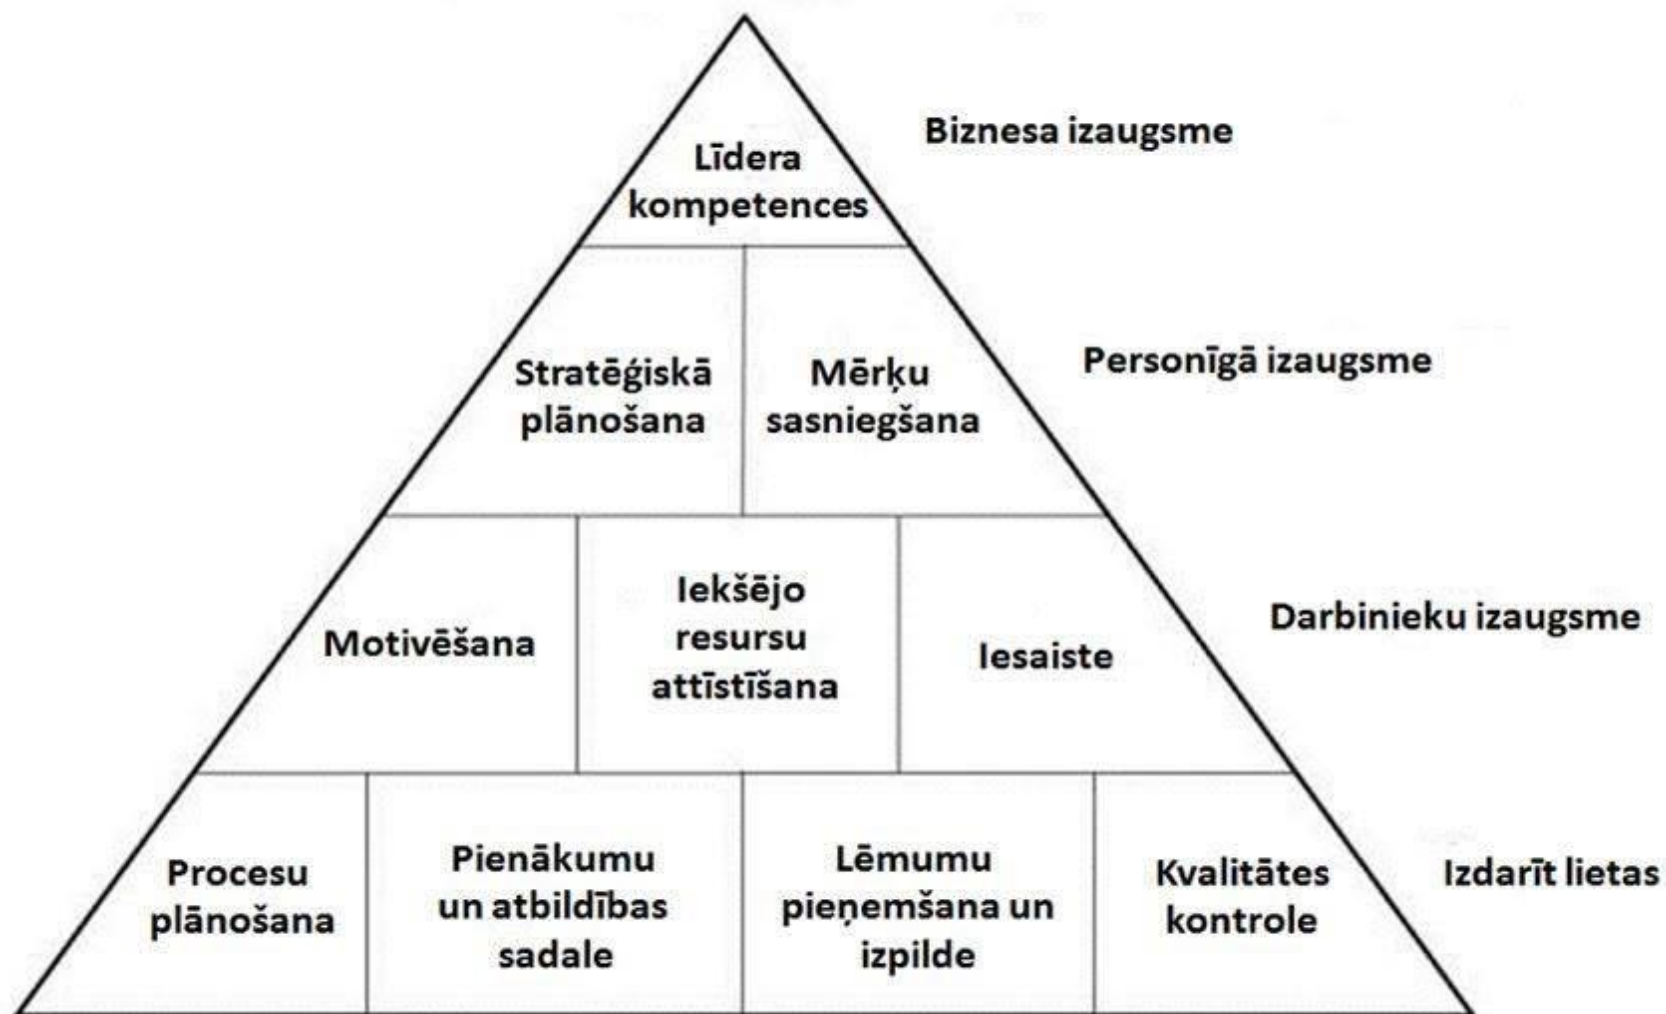 Līdera
kompetences
Biznesa izaugsme
Stratēģiskā
plānošana
Mērķu
sasniegšana
Personīgā izaugsme
Motivēšana
Iekšējo
resursu
attīstīšana
Iesaiste
Darbinieku izaugsme
Procesu
plānošana
Pienākumu
un atbildības
sadale
Lēmumu
pieņemšana un
izpilde
Kvalitātes
kontrole
Izdarīt lietas